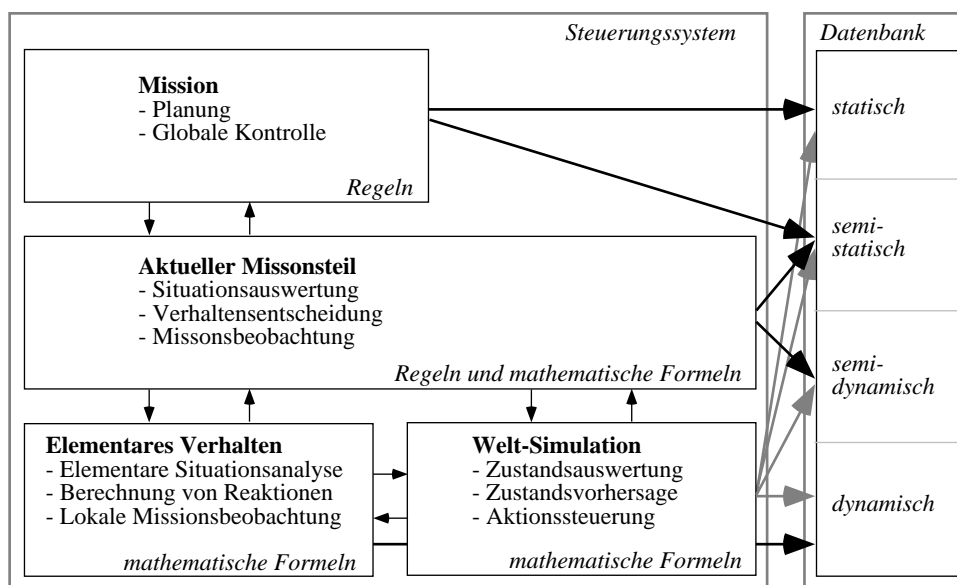 Steuerungssystem
Datenbank
Mission
- Planung
- Globale Kontrolle
Regeln
statisch
semi-
statisch
Aktueller Missonsteil
- Situationsauswertung
- Verhaltensentscheidung
- Missonsbeobachtung
Regeln und mathematische Formeln
semi-
dynamisch
Elementares Verhalten
- Elementare Situationsanalyse
- Berechnung von Reaktionen
- Lokale Missionsbeobachtung
mathematische Formeln
Welt-Simulation
- Zustandsauswertung
- Zustandsvorhersage
- Aktionssteuerung
mathematische Formeln
dynamisch